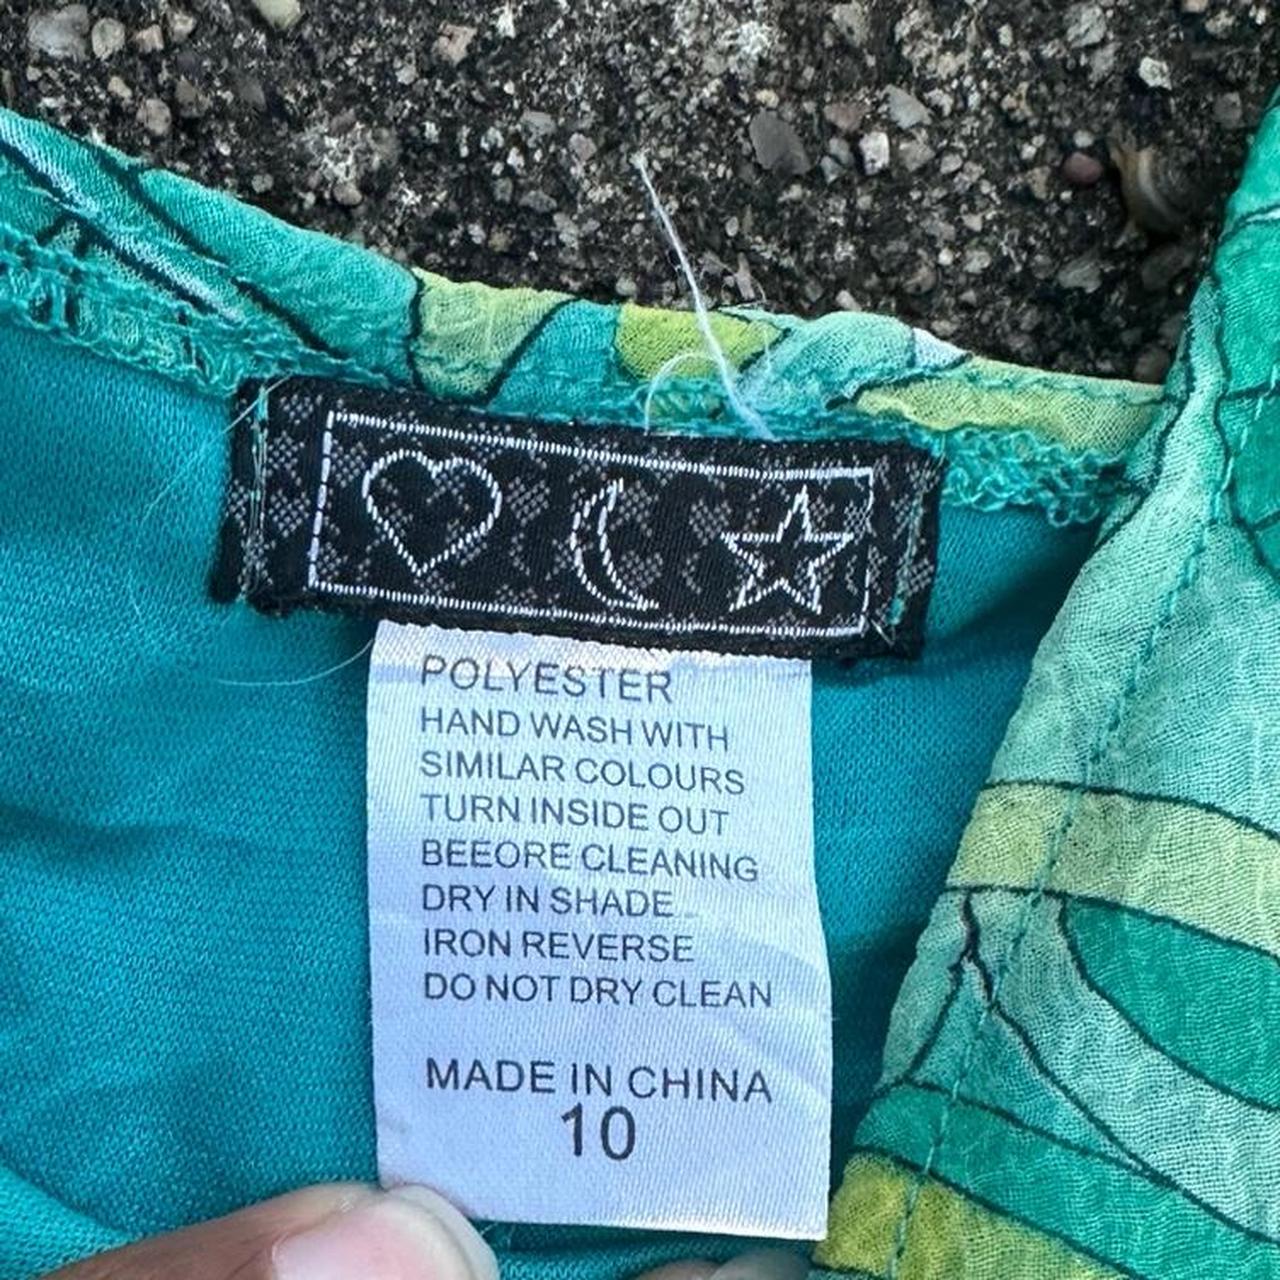 POLYESTER
HAND WASH WITH
SIMILAR COLOURS
TURN INSIDE OUT
BEEORE CLEANING
DRY IN SHADE
IRON REVERSE
DO NOT DRY CLEAN
MADE IN CHINA
10